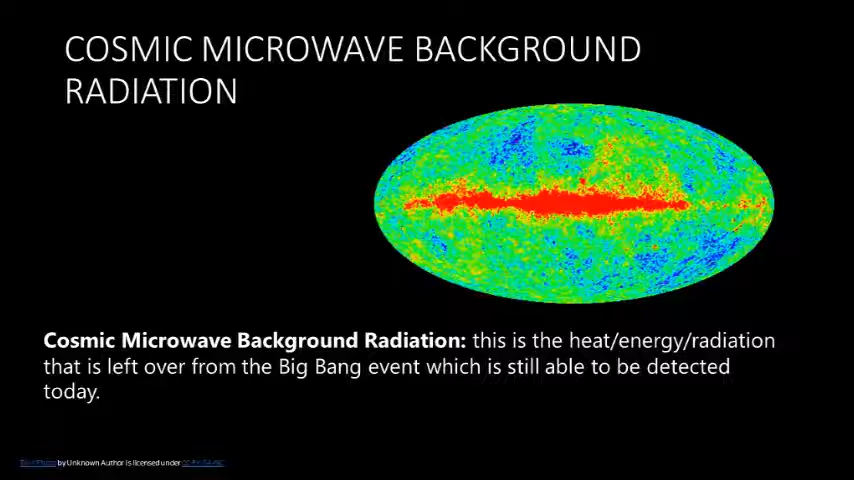 COSMIC MICROWAVE BACKGROUND
RADIATION
Cosmic Microwave Background Radiation: this is the heat/energy/radiation
that is left over from the Big Bang event which is still able to be detected
today.
by Unknown Author is licensed under